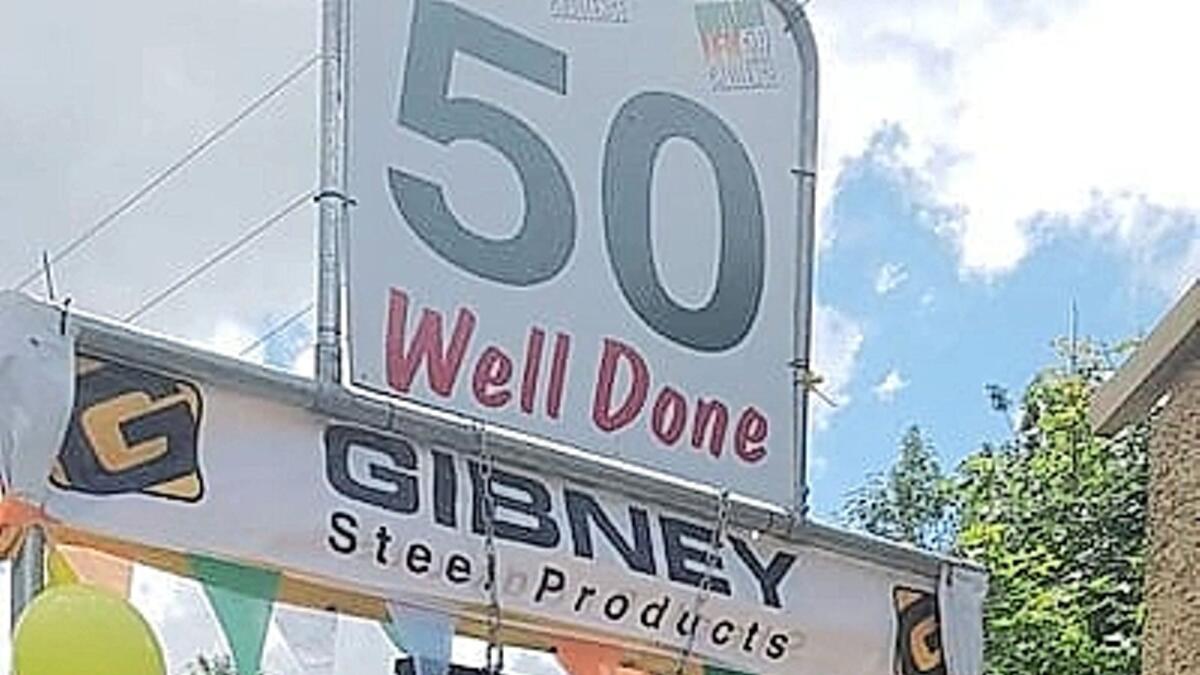 50
Well Done
G
GIBNEY
Steel Products
G